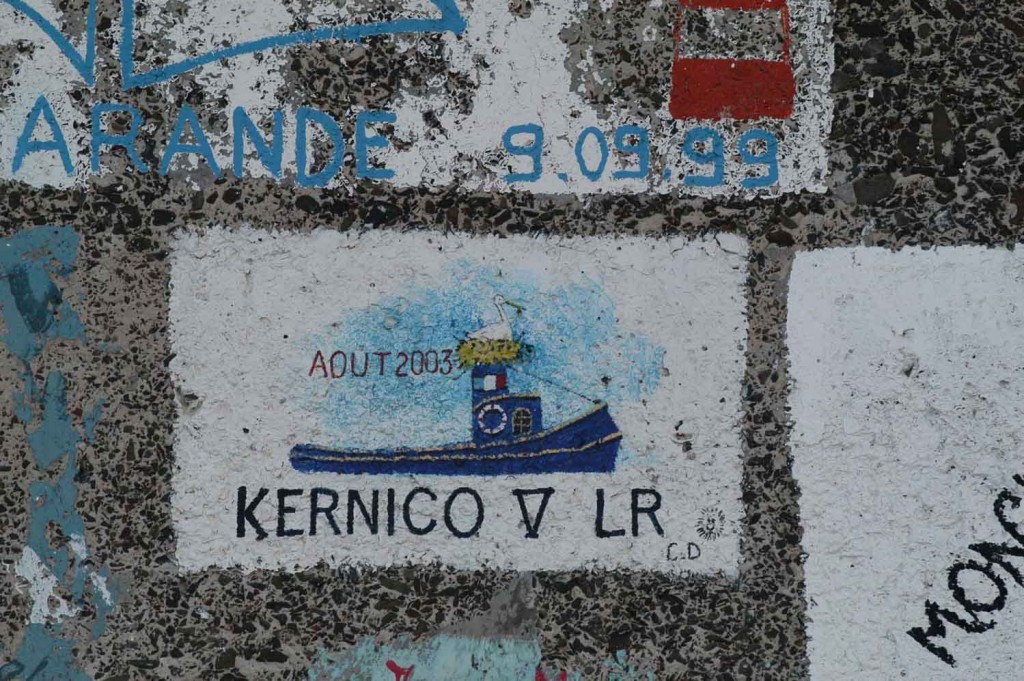 ARANDE 9.09.99
AOUT 2003
KERNICO V LR
C.D